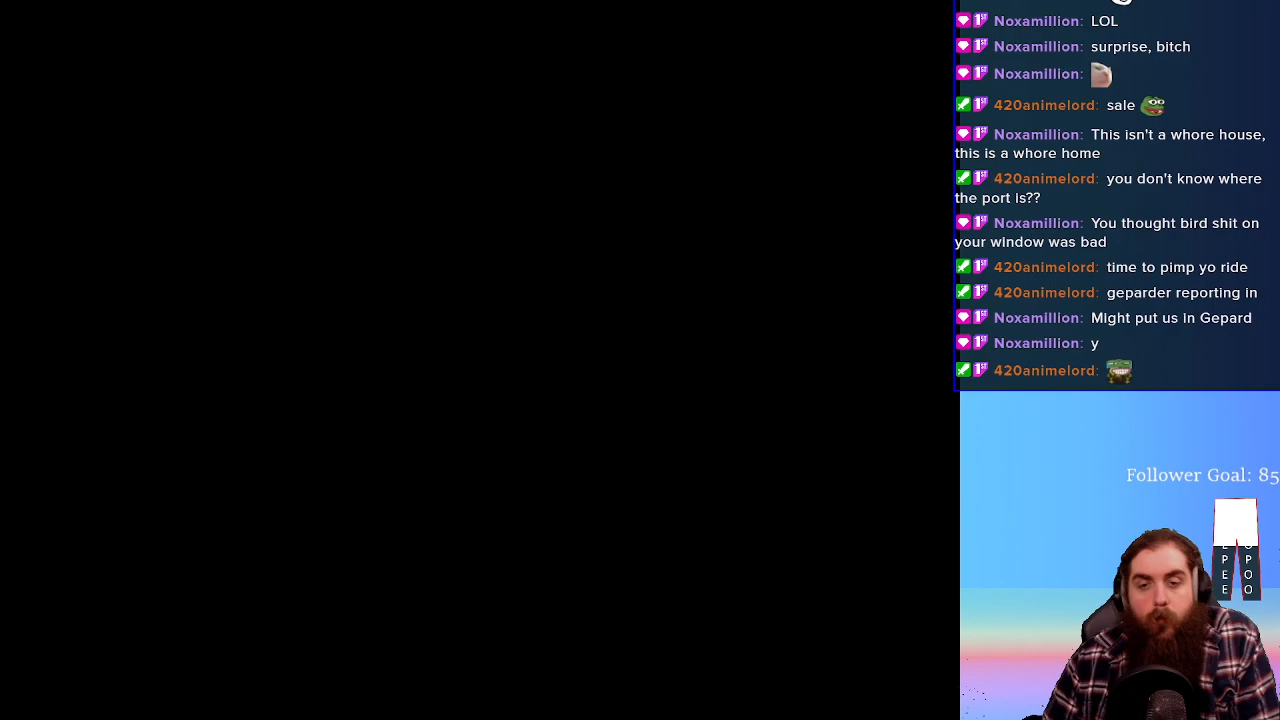 Noxamillion: LOL
Noxamillion: surprise, bitch
Noxamillion:
420animelord: sale
Noxamillion: This isn't a whore house,
this is a whore home
420animelord: you don't know where
the port is??
Noxamillion: You thought bird shit on
your window was bad
420animelord: time to pimp yo ride
420animelord: geparder reporting in
Noxamillion: Might put us in Gepard
Noxamillion: y
420animelord:
Follower Goal: 85
P O
E O
E O